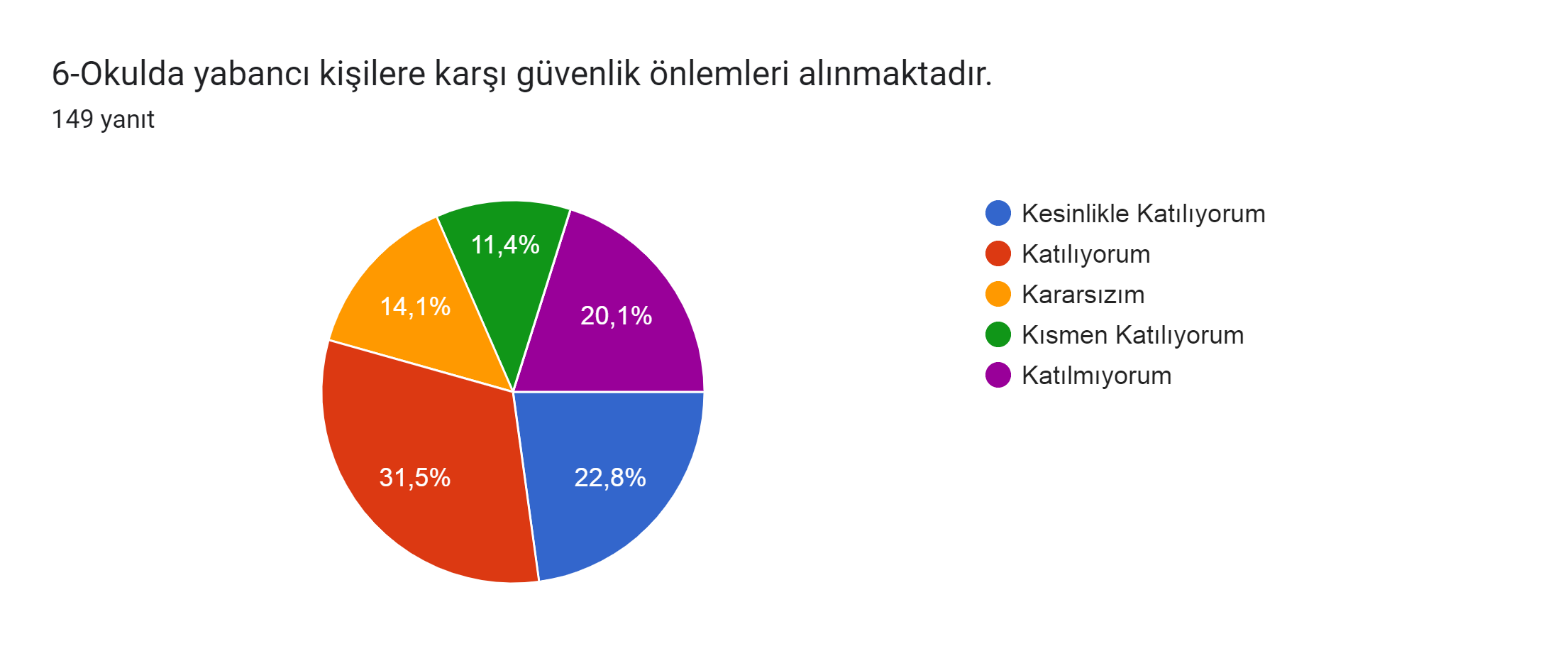 6-Okulda yabancı kişilere karşı güvenlik önlemleri alınmaktadır.
149 yanıt
11,4%
14,1%
20,1%
31,5%
22,8%
Kesinlikle Katılıyorum
Katılıyorum
Kararsızım
Kısmen Katılıyorum
Katılmıyorum